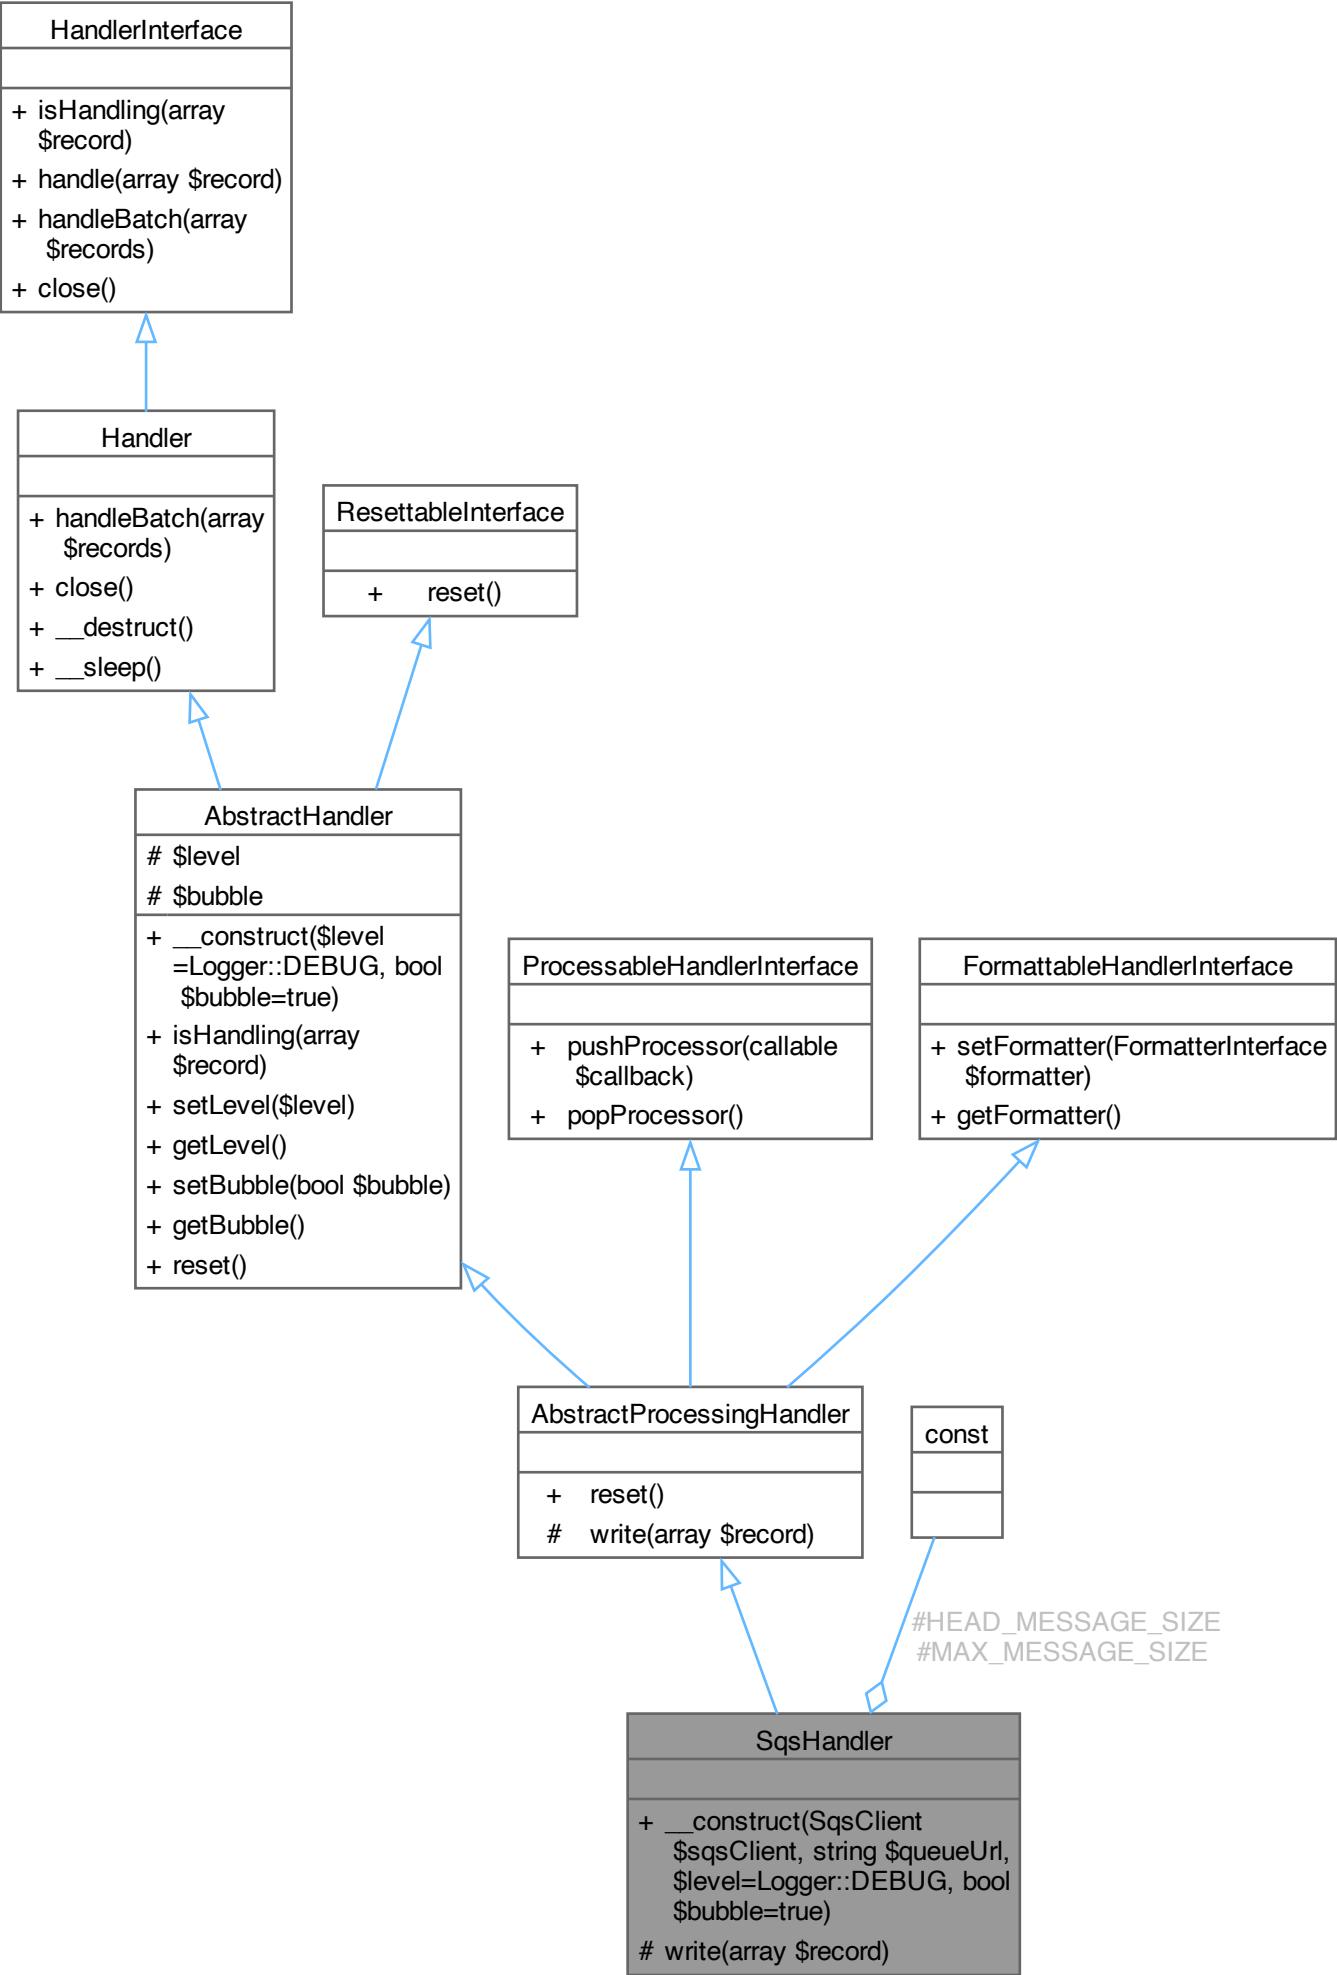 HandlerInterface
+ isHandling(array
$record)
+ handle(array $record)
+ handleBatch(array
$records)
+ close()
Handler
+ handleBatch(array
$records)
+ close()
+ __destruct()
+ __sleep()
ResettableInterface
+ reset()
AbstractHandler
# $level
# $bubble
+ __construct($level
=Logger::DEBUG, bool
$bubble=true)
+ isHandling(array
$record)
+ setLevel($level)
+ getLevel()
+ setBubble(bool $bubble)
+ getBubble()
+ reset()
ProcessableHandlerInterface
+ pushProcessor(callable
$callback)
+ popProcessor()
FormattableHandlerInterface
+ setFormatter(FormatterInterface
$formatter)
+ getFormatter()
AbstractProcessingHandler
+ reset()
# write(array $record)
const
#HEAD_MESSAGE_SIZE
#MAX_MESSAGE_SIZE
SqsHandler
+ __construct(SqsClient
$sqsClient, string $queueUrl,
$level=Logger::DEBUG, bool
$bubble=true)
# write(array $record)